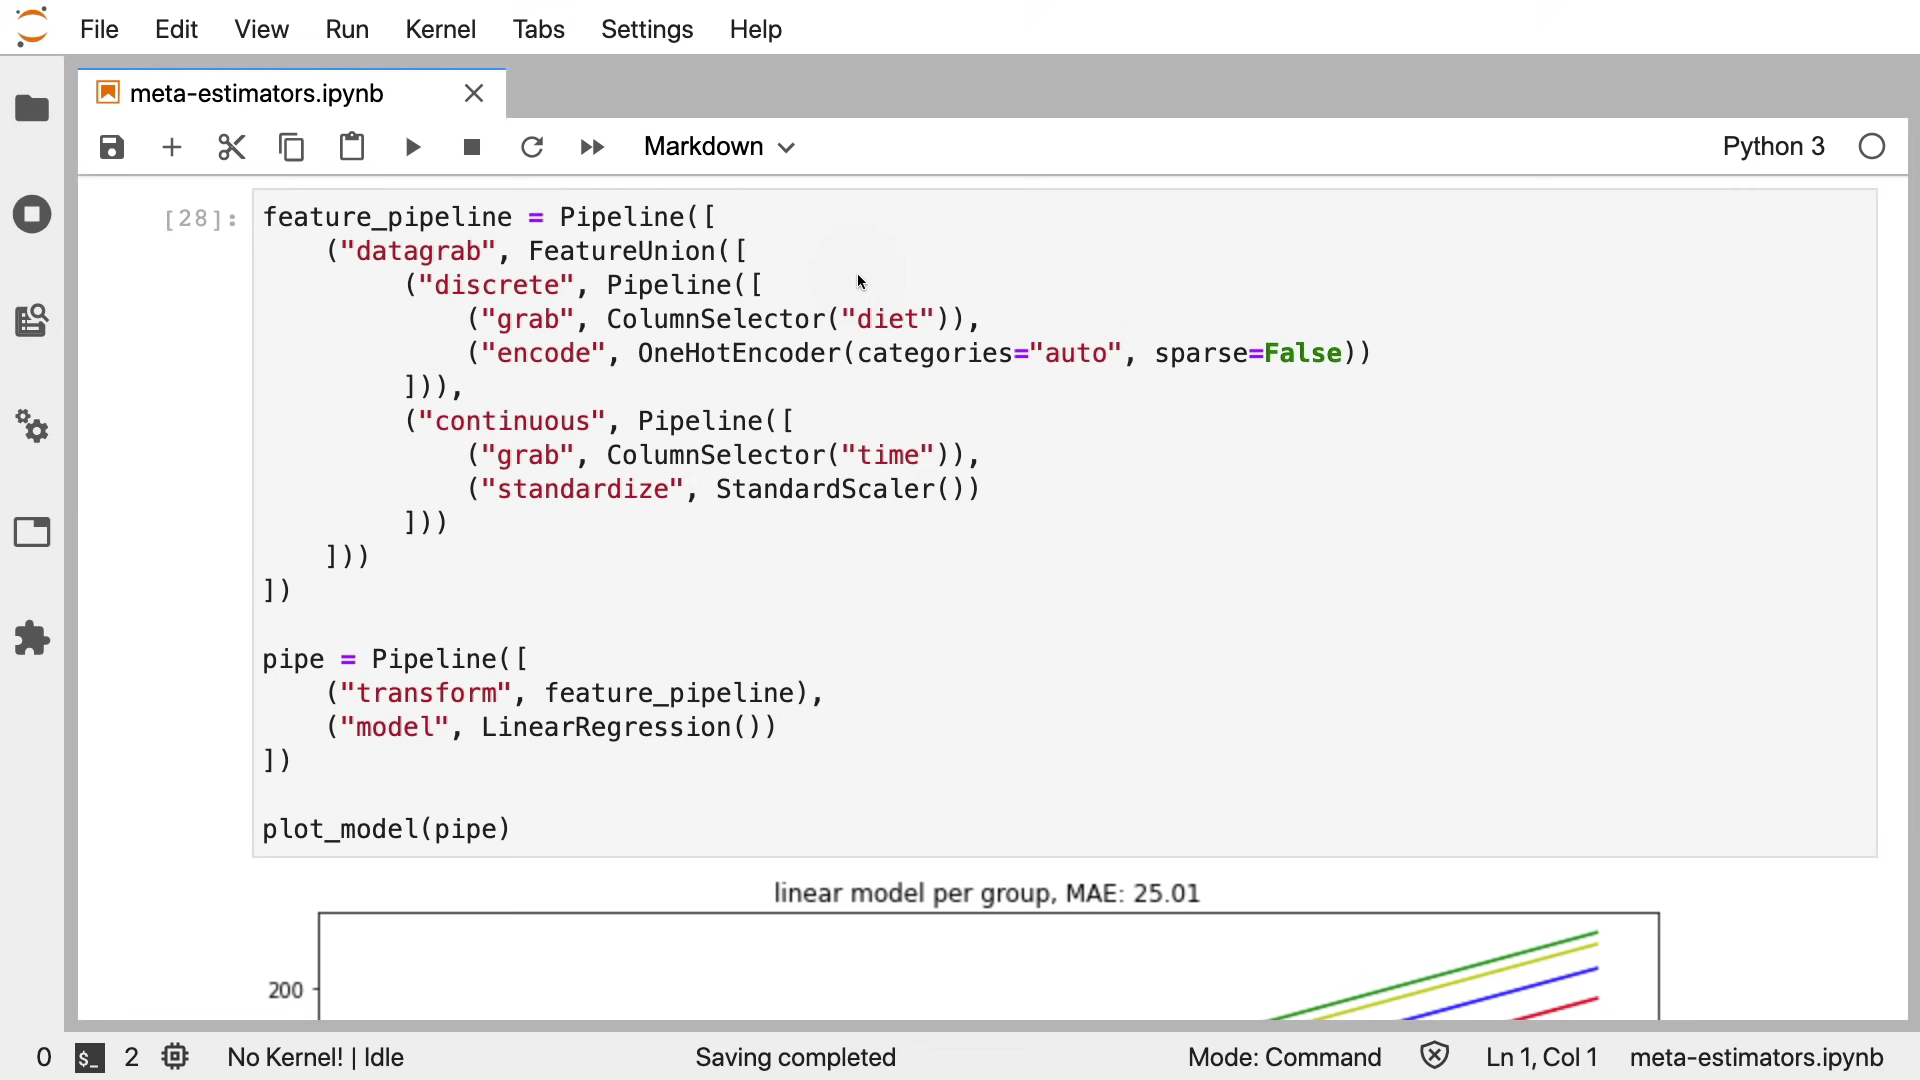 File Edit View Run Kernel Tabs Settings Help
meta-estimators.ipynb
Markdown Python 3
[28]: feature_pipeline = Pipeline([
    ("datagrab", FeatureUnion([
         ("discrete", Pipeline([
             ("grab", ColumnSelector("diet")),
             ("encode", OneHotEncoder(categories="auto", sparse=False))
         ])),
         ("continuous", Pipeline([
             ("grab", ColumnSelector("time")),
             ("standardize", StandardScaler())
         ]))
    ]))
])
pipe = Pipeline([
    ("transform", feature_pipeline),
    ("model", LinearRegression())
])
plot_model(pipe)
linear model per group, MAE: 25.01
200
0 $_ 2 No Kernel! | Idle Saving completed Mode: Command Ln 1, Col 1 meta-estimators.ipynb